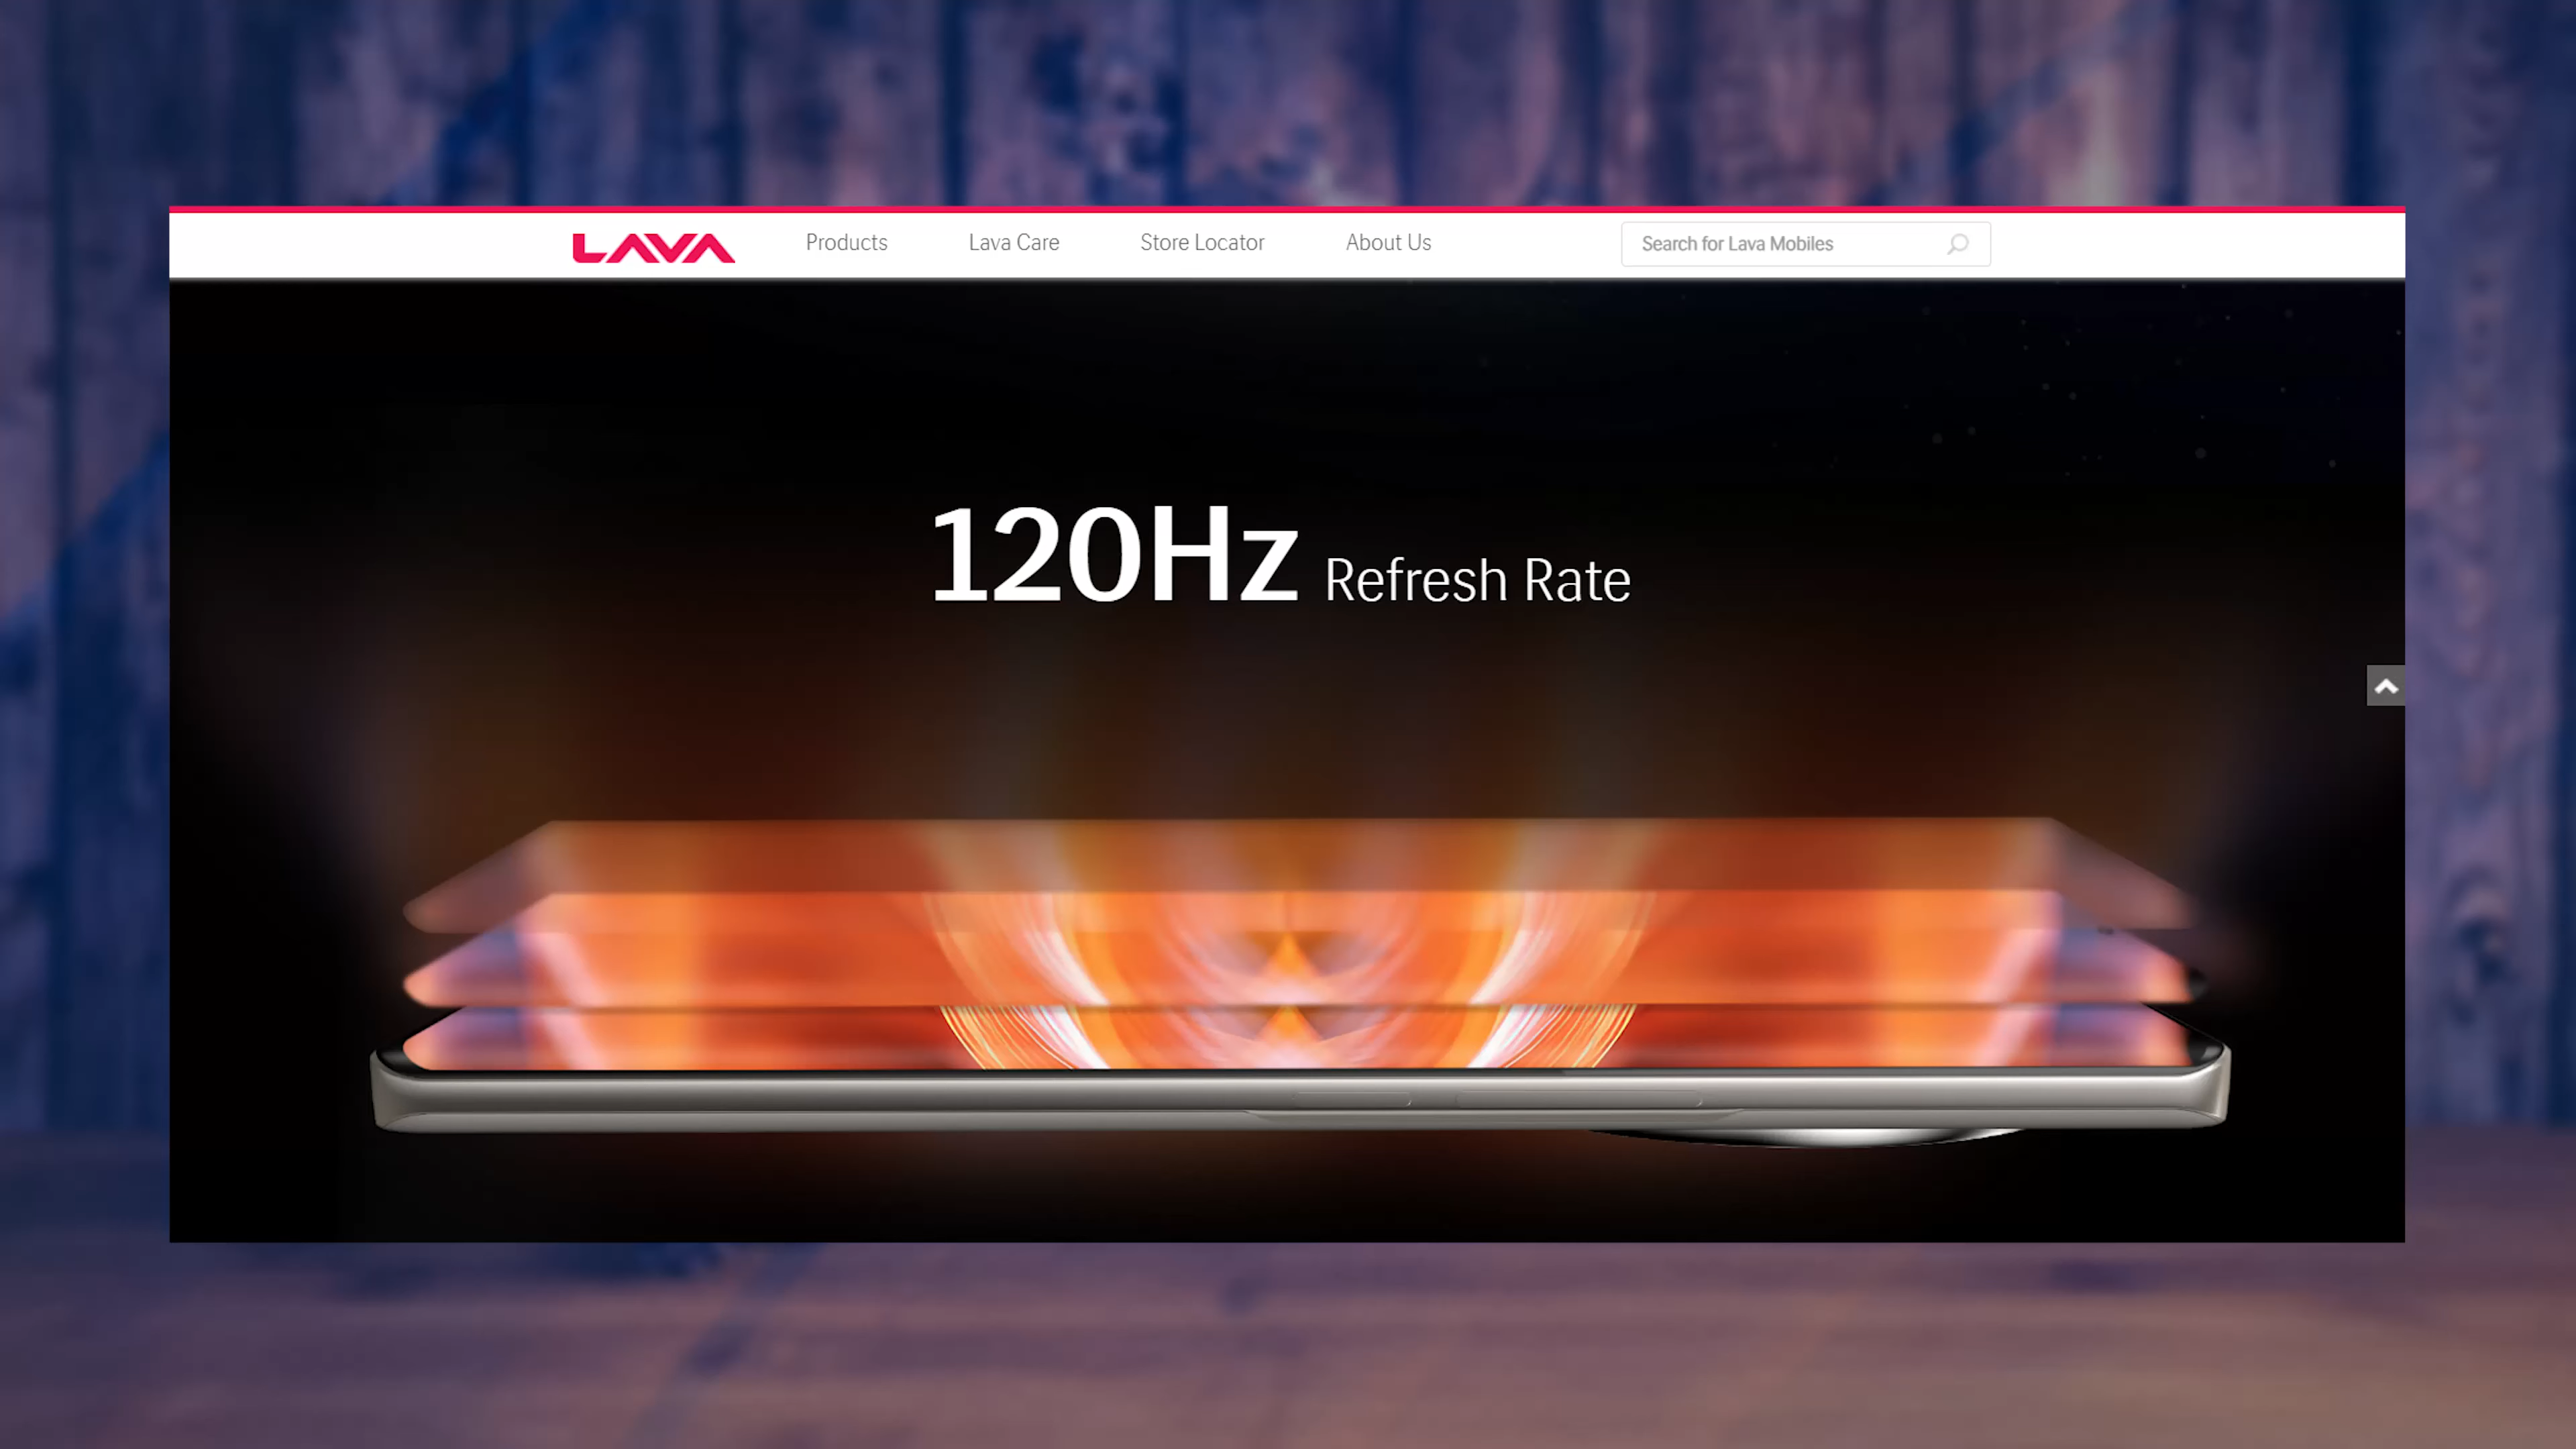 LAVA
Products
Lava Care
Store Locator
About Us
Search for Lava Mobiles
120Hz Refresh Rate